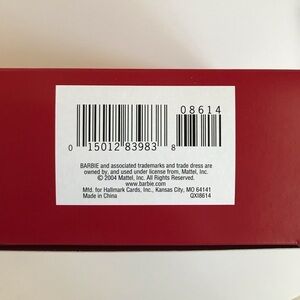 08614
0 15012 83983 8
BARBIE and associated trademarks and trade dress are
owned by, and used under license from, Mattel, Inc.
© 2004 Mattel, Inc. All Rights Reserved.
www.barbie.com
Mfd. for Hallmark Cards, Inc., Kansas City, MO 64141
Made in China QXI8614